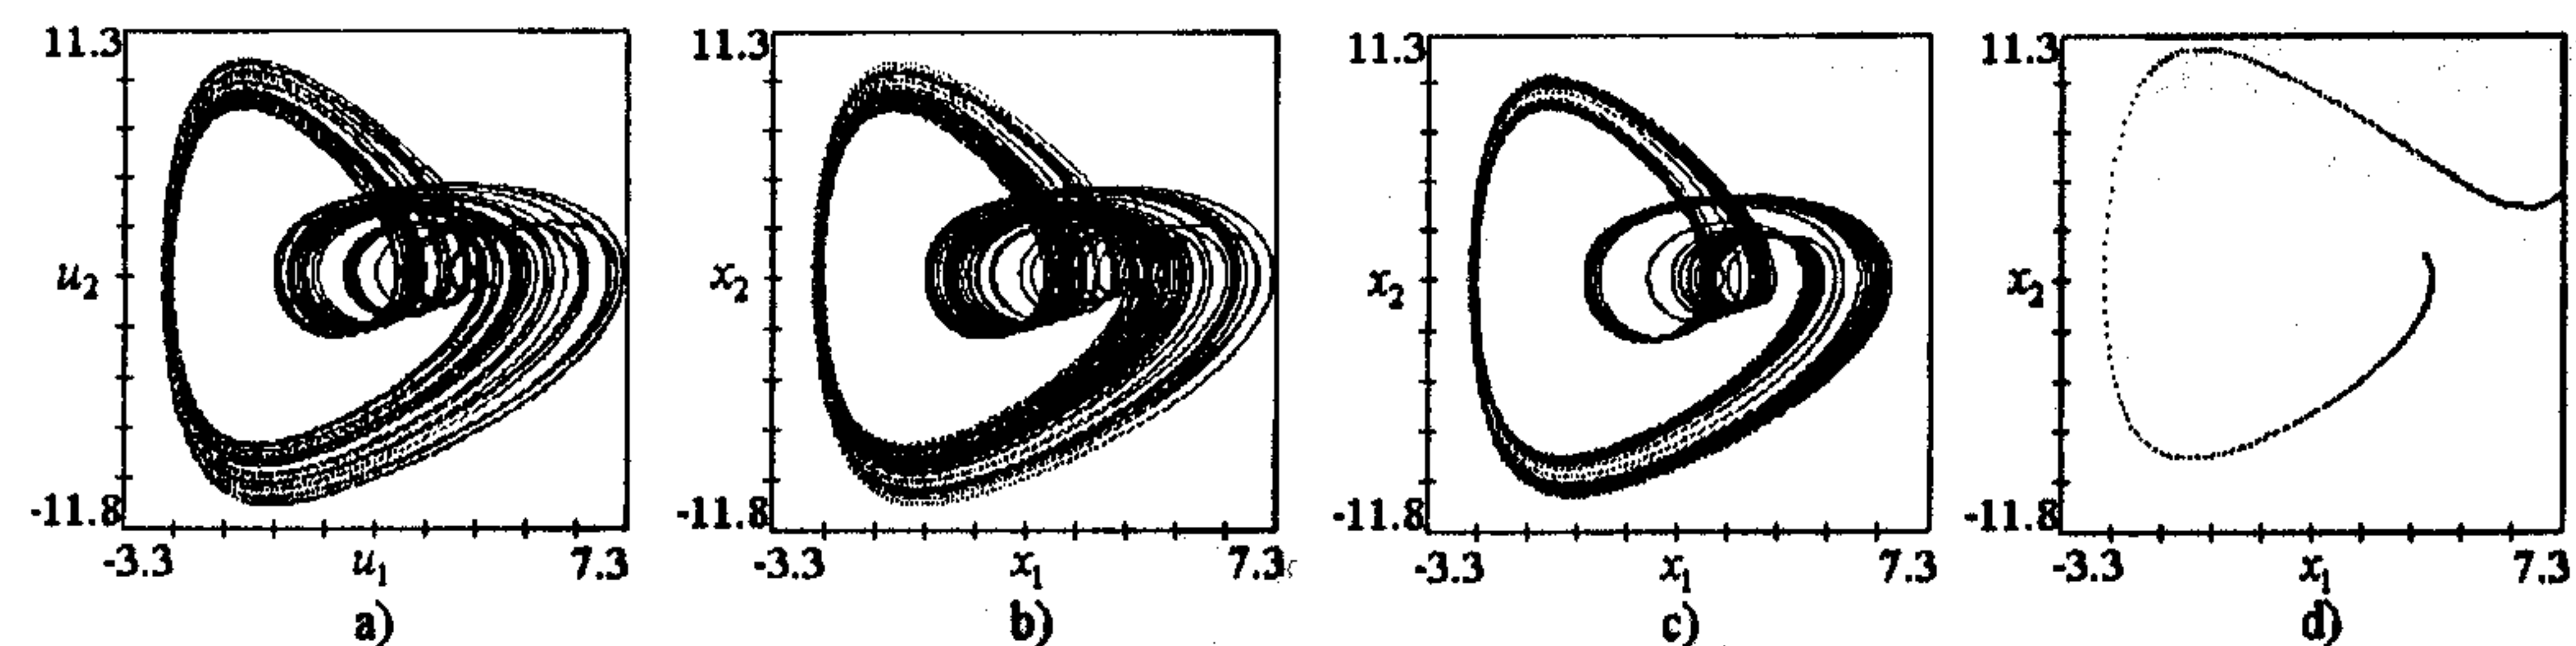 11.3 11.3 11.3 11.3
u2 x2 x2 x2
-11.8 -11.8 -11.8 -11.8
-3.3 u1 7.3 -3.3 x1 7.3 -3.3 x1 7.3 -3.3 x1 7.3
a) b) c) d)